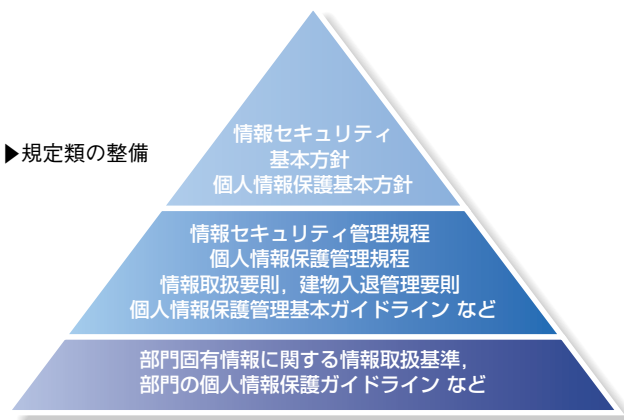 ▶規定類の整備
情報セキュリティ
基本方針
個人情報保護基本方針
情報セキュリティ管理規程
個人情報保護管理規程
情報取扱要則，建物入退管理要則
個人情報保護管理基本ガイドライン など
部門固有情報に関する情報取扱基準，
部門の個人情報保護ガイドライン など